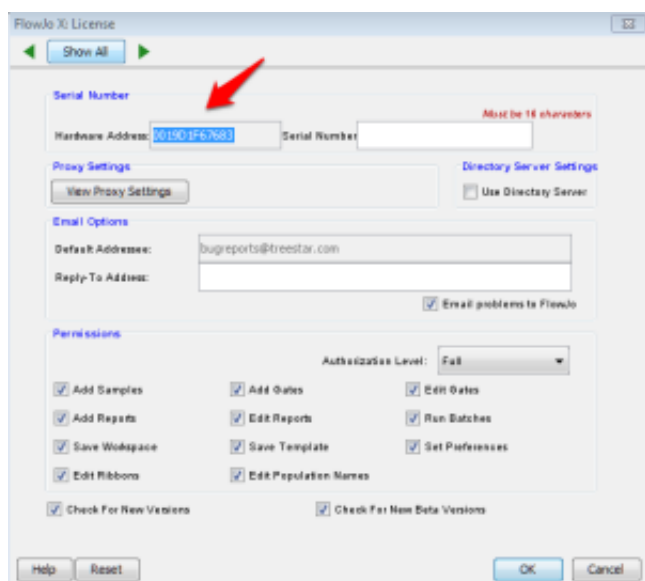 FlowJo X: License
Show All
Serial Number
Must be 16 characters
Hardware Address: 0019D1F67683 Serial Number
Proxy Settings Directory Server Settings
View Proxy Settings Use Directory Server
Email Options
Default Addressee: bugreports@treestar.com
Reply-To Address:
Email problems to FlowJo
Permissions
Authorization Level: Full
Add Samples Add Gates Edit Gates
Add Reports Edit Reports Run Batches
Save Workspace Save Template Set Preferences
Edit Ribbons Edit Population Names
Check For New Versions Check For New Beta Versions
Help Reset OK Cancel